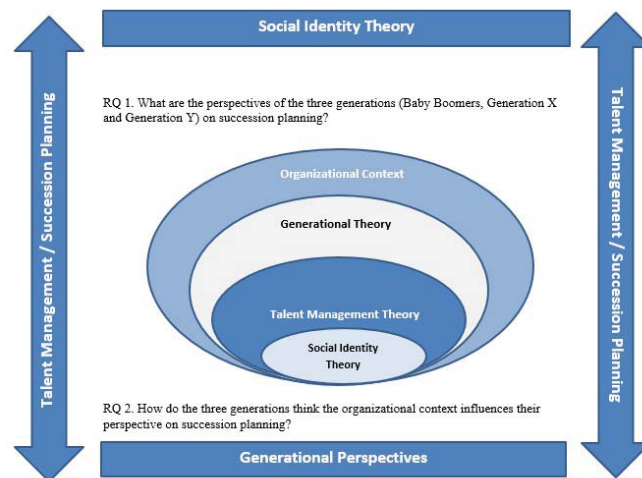 Social Identity Theory
Talent Management / Succession Planning
RQ 1. What are the perspectives of the three generations (Baby Boomers, Generation X
and Generation Y) on succession planning?
Organizational Context
Generational Theory
Talent Management Theory
Social Identity
Theory
RQ 2. How do the three generations think the organizational context influences their
perspective on succession planning?
Generational Perspectives
Talent Management / Succession Planning